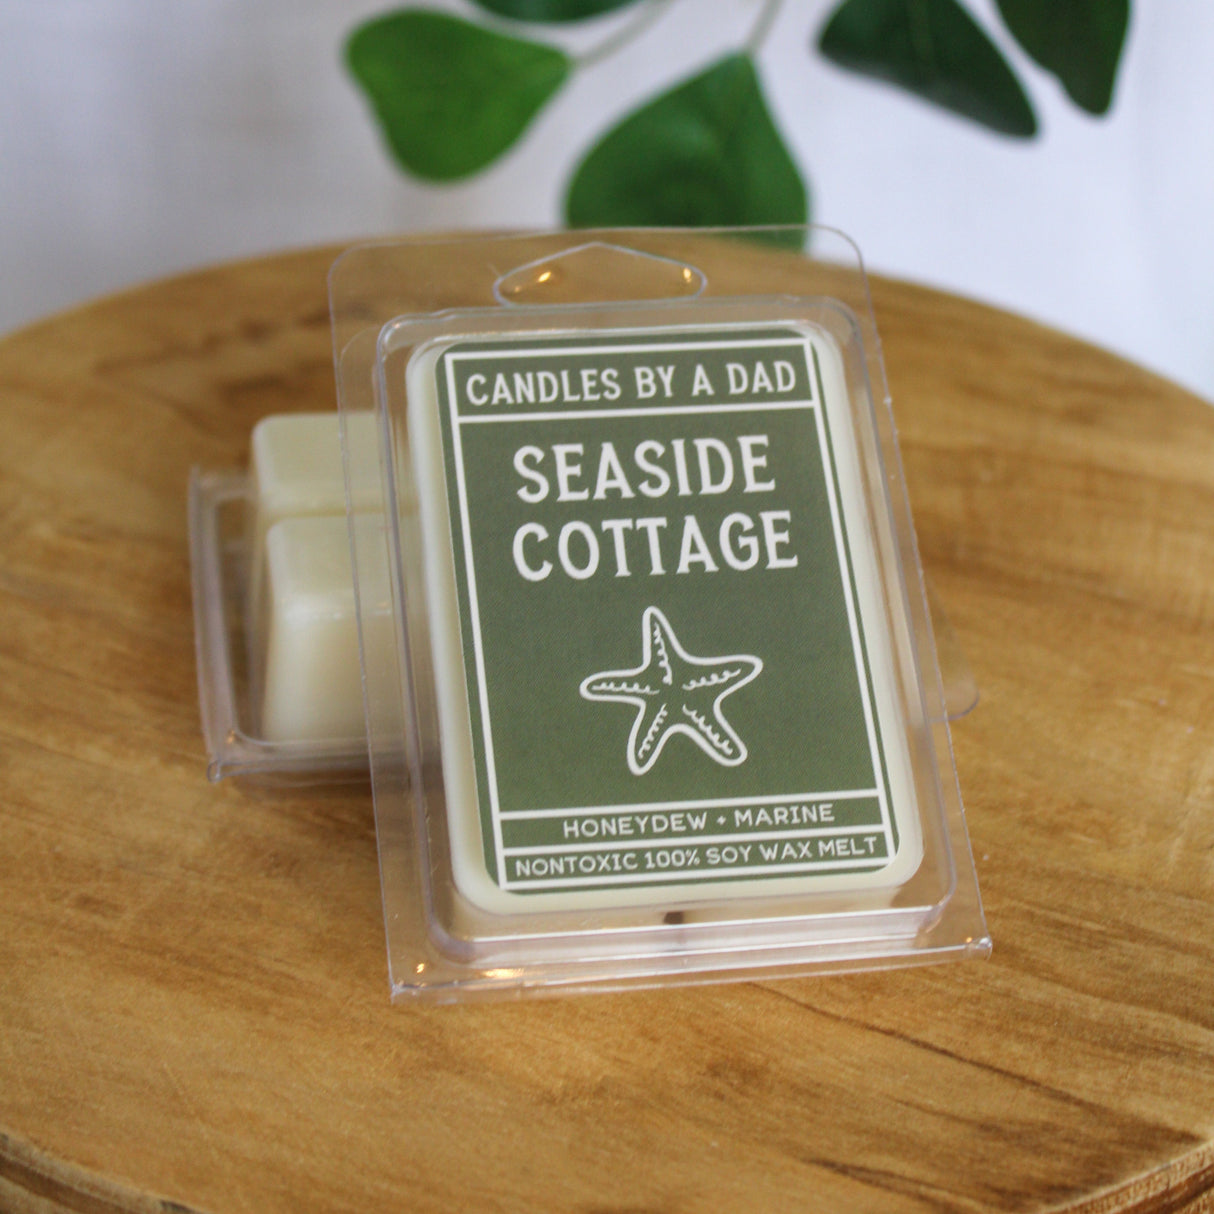 CANDLES BY A DAD
SEASIDE
COTTAGE
HONEYDEW + MARINE
NONTOXIC 100% SOY WAX MELT